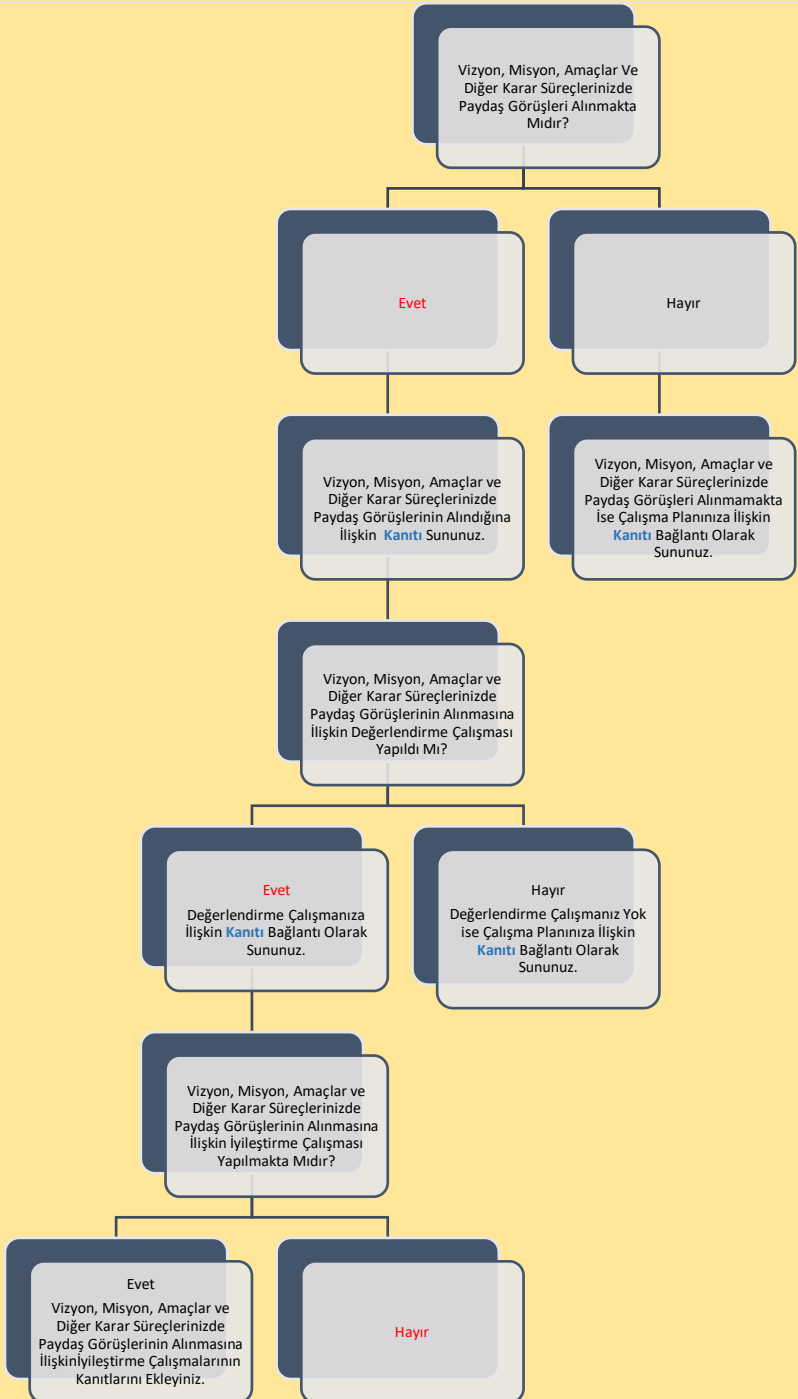 Vizyon, Misyon, Amaçlar Ve
Diğer Karar Süreçlerinizde
Paydaş Görüşleri Alınmakta
Mıdır?
Evet
Hayır
Vizyon, Misyon, Amaçlar ve
Diğer Karar Süreçlerinizde
Paydaş Görüşlerinin Alındığına
İlişkin Kanıtı Sununuz.
Vizyon, Misyon, Amaçlar ve
Diğer Karar Süreçlerinizde
Paydaş Görüşleri Alınmamakta
İse Çalışma Planınıza İlişkin
Kanıtı Bağlantı Olarak
Sununuz.
Vizyon, Misyon, Amaçlar ve
Diğer Karar Süreçlerinizde
Paydaş Görüşlerinin Alınmasına
İlişkin Değerlendirme Çalışması
Yapıldı Mı?
Evet
Değerlendirme Çalışmanıza
İlişkin Kanıtı Bağlantı Olarak
Sununuz.
Hayır
Değerlendirme Çalışmanız Yok
ise Çalışma Planınıza İlişkin
Kanıtı Bağlantı Olarak
Sununuz.
Vizyon, Misyon, Amaçlar ve
Diğer Karar Süreçlerinizde
Paydaş Görüşlerinin Alınmasına
İlişkin İyileştirme Çalışması
Yapılmakta Mıdır?
Evet
Vizyon, Misyon, Amaçlar ve
Diğer Karar Süreçlerinizde
Paydaş Görüşlerinin Alınmasına
İlişkinİyileştirme Çalışmalarının
Kanıtlarını Ekleyiniz.
Hayır